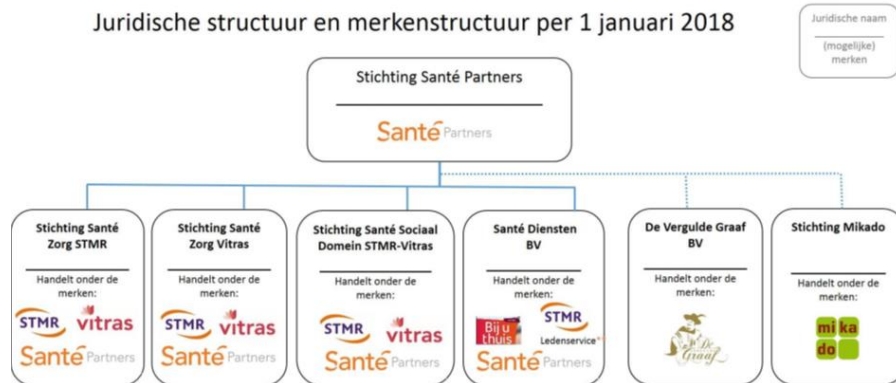 Juridische structuur en merkenstructuur per 1 januari 2018
Juridische naam
(mogelijke)
merken
Stichting Santé Partners
Santé Partners
Stichting Santé
Zorg STMR
Handelt onder de
merken:
STMR vitras
Santé Partners
Stichting Santé
Zorg Vitras
Handelt onder de
merken:
STMR vitras
Santé Partners
Stichting Santé Sociaal
Domein STMR-Vitras
Handelt onder de
merken:
STMR vitras
Santé Partners
Santé Diensten
BV
Handelt onder de
merken:
Bij u
thuis
STMR
Ledenservice
Santé Partners
De Vergulde Graaf
BV
Handelt onder de
merken:
De
Graaf
Stichting Mikado
Handelt onder de
merken:
mi ka
do